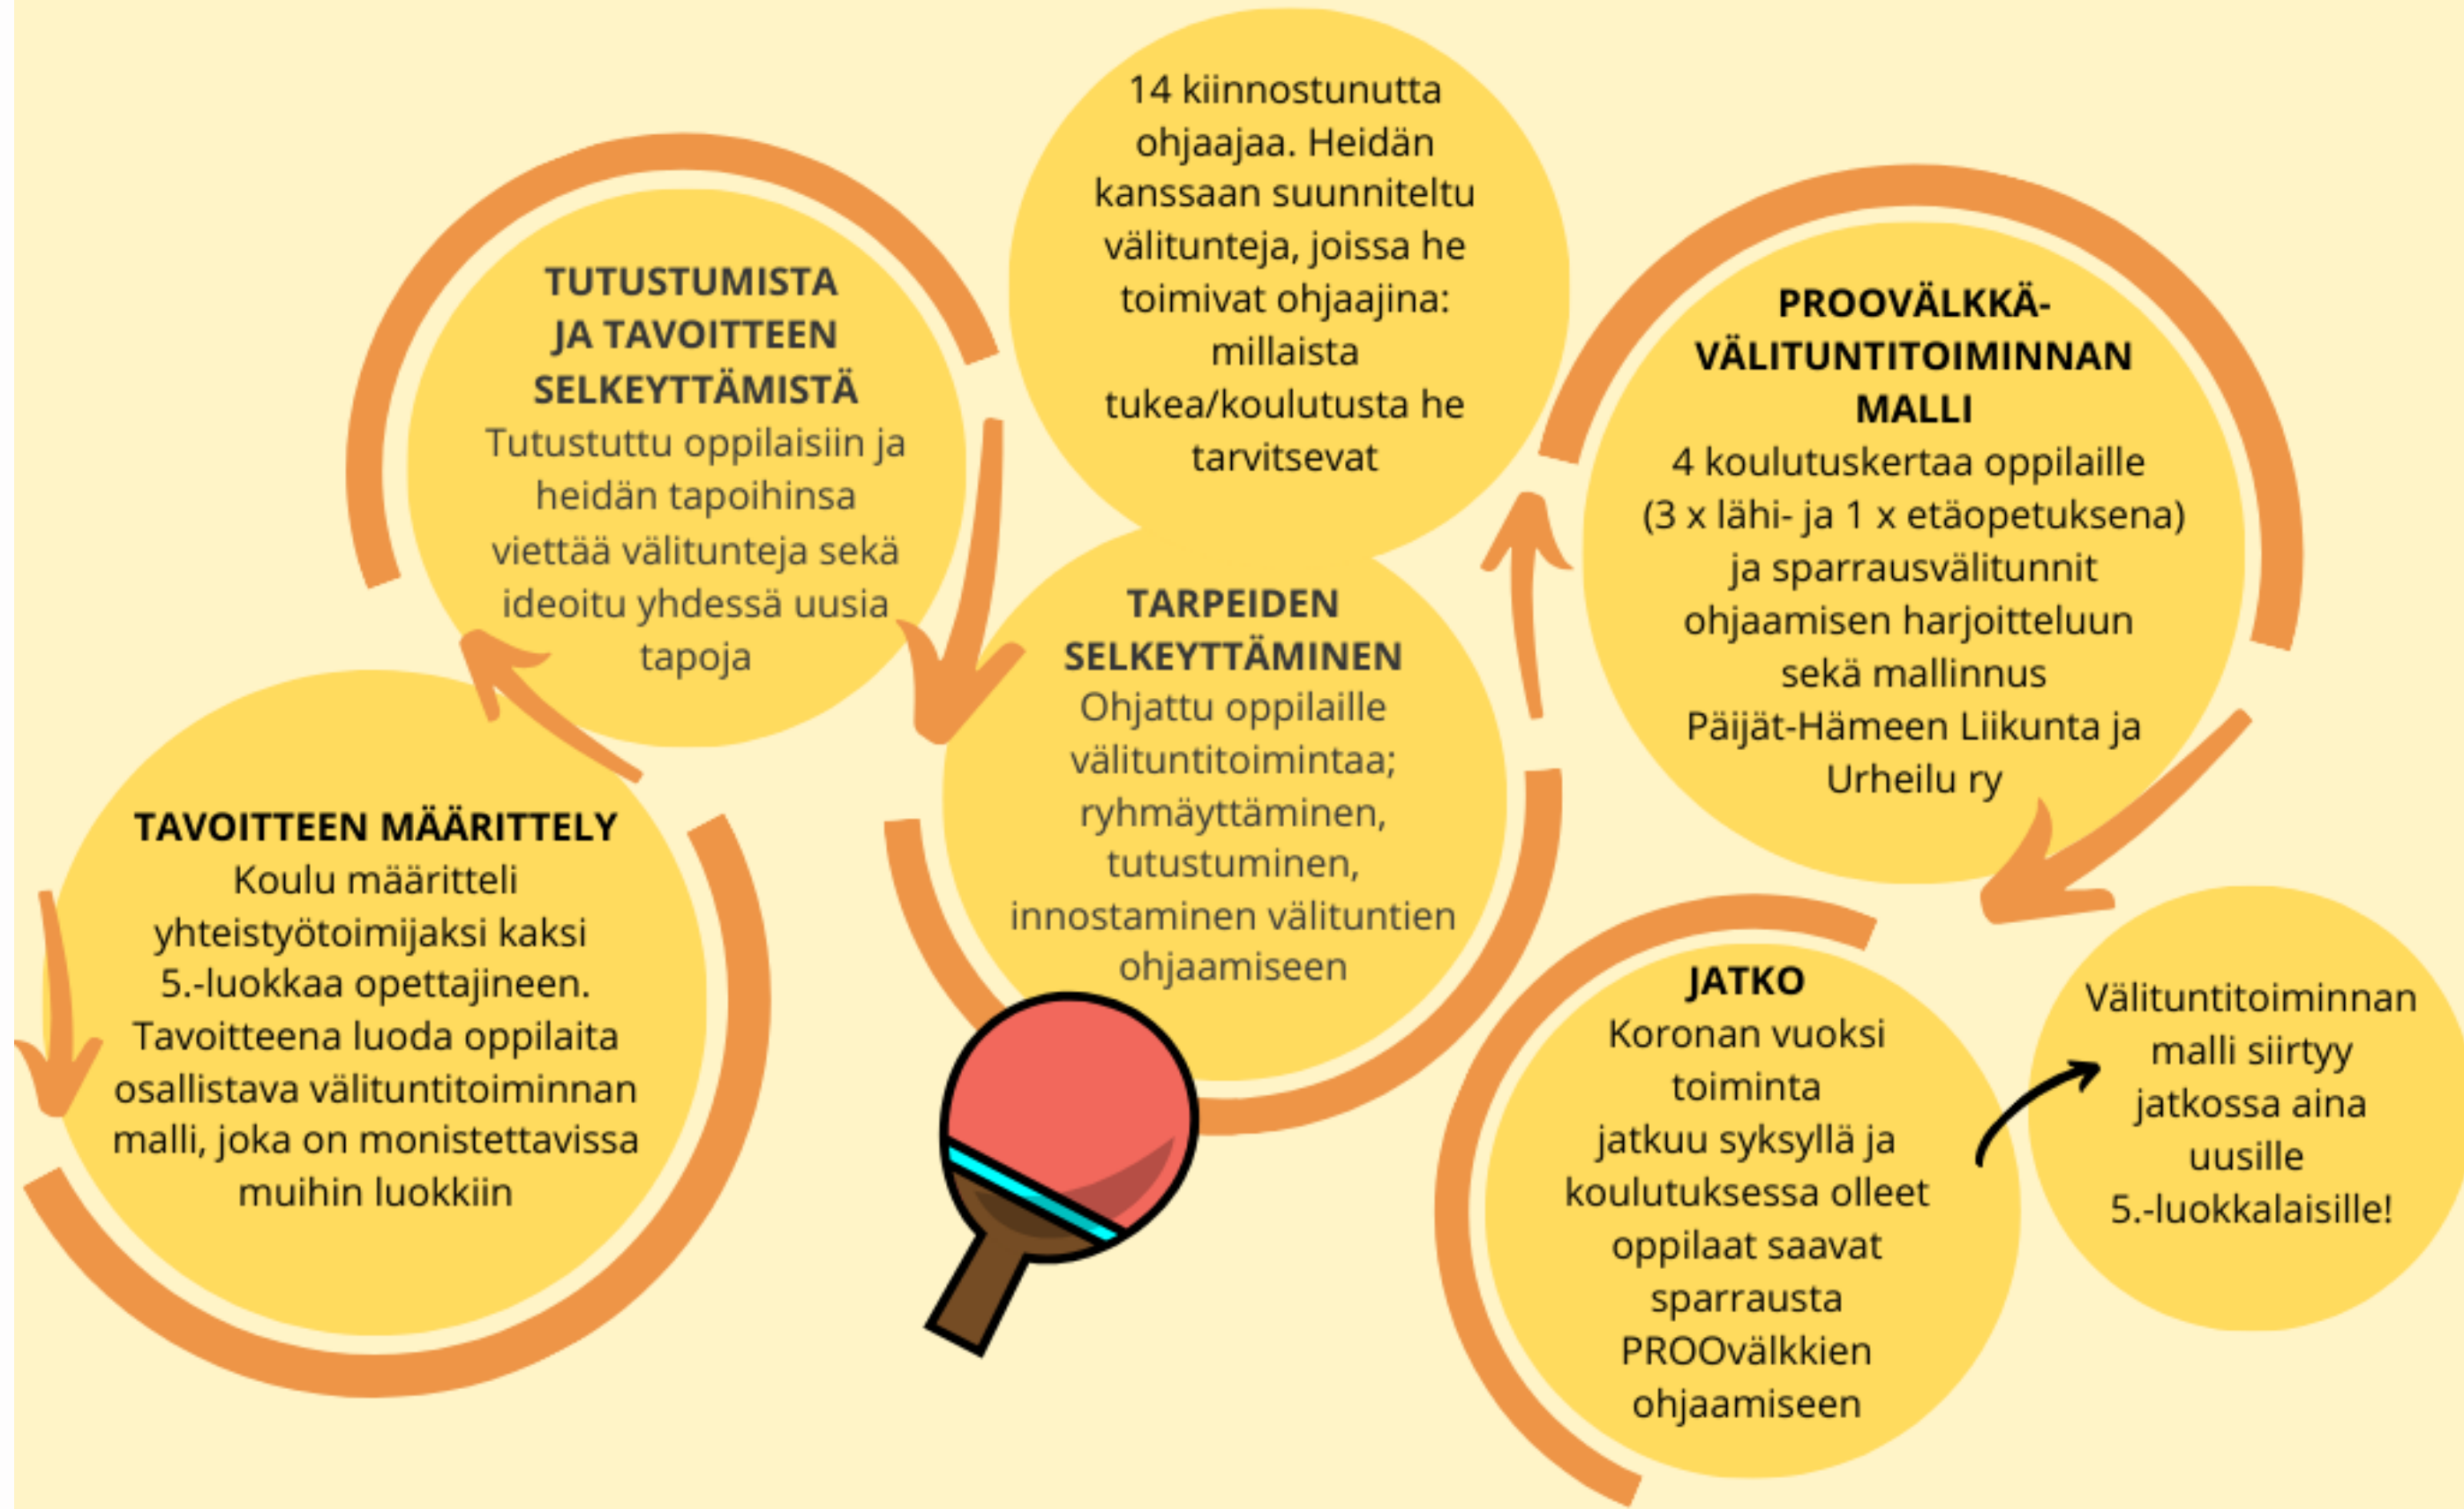 TAVOITTEEN MÄÄRITTELY
Koulu määritteli
yhteistyötoimijaksi kaksi
5.-luokkaa opettajineen.
Tavoitteena luoda oppilaita
osallistava välituntitoiminnan
malli, joka on monistettavissa
muihin luokkiin
TUTUSTUMISTA
JA TAVOITTEEN
SELKEYTTÄMISTÄ
Tutustuttu oppilaisiin ja
heidän tapoihinsa
viettää välitunteja sekä
ideoitu yhdessä uusia
tapoja
TARPEIDEN
SELKEYTTÄMINEN
Ohjattu oppilaille
välituntitoimintaa;
ryhmäyttäminen,
tutustuminen,
innostaminen välituntien
ohjaamiseen
14 kiinnostunutta
ohjaajaa. Heidän
kanssaan suunniteltu
välitunteja, joissa he
toimivat ohjaajina:
millaista
tukea/koulutusta he
tarvitsevat
PROOVÄLKKÄ-
VÄLITUNTITOIMINNAN
MALLI
4 koulutuskertaa oppilaille
(3 x lähi- ja 1 x etäopetuksena)
ja sparrausvälitunnit
ohjaamisen harjoitteluun
sekä mallinnus
Päijät-Hämeen Liikunta ja
Urheilu ry
JATKO
Koronan vuoksi
toiminta
jatkuu syksyllä ja
koulutuksessa olleet
oppilaat saavat
sparrausta
PROOvälkkien
ohjaamiseen
Välituntitoiminnan
malli siirtyy
jatkossa aina
uusille
5.-luokkalaisille!